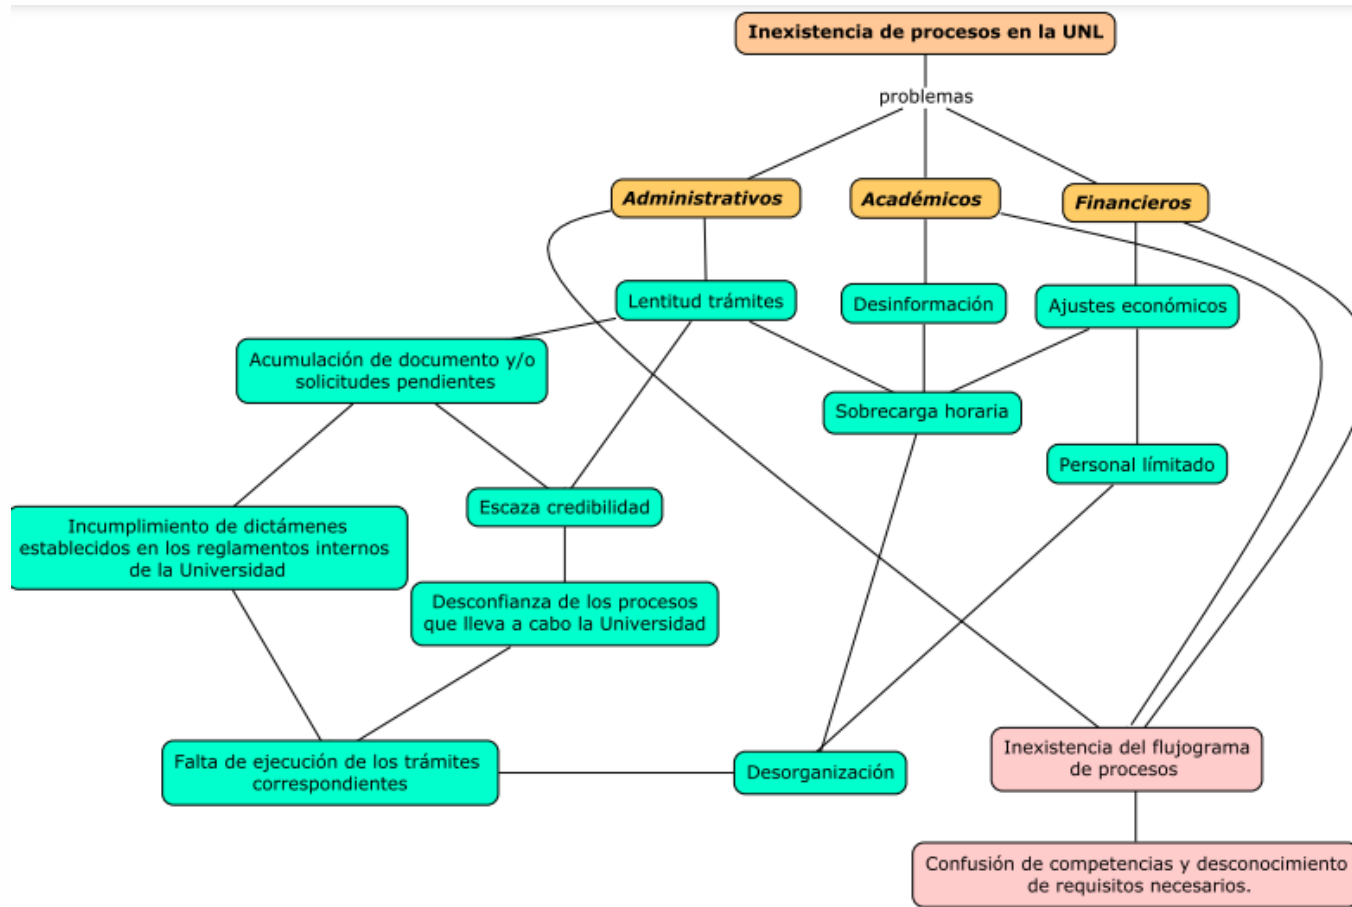 Inexistencia de procesos en la UNL
problemas
Administrativos
Académicos
Financieros
Lentitud trámites
Desinformación
Ajustes económicos
Acumulación de documento y/o
solicitudes pendientes
Sobrecarga horaria
Personal límitado
Escaza credibilidad
Incumplimiento de dictámenes
establecidos en los reglamentos internos
de la Universidad
Desconfianza de los procesos
que lleva a cabo la Universidad
Falta de ejecución de los trámites
correspondientes
Desorganización
Inexistencia del flujograma
de procesos
Confusión de competencias y desconocimiento
de requisitos necesarios.